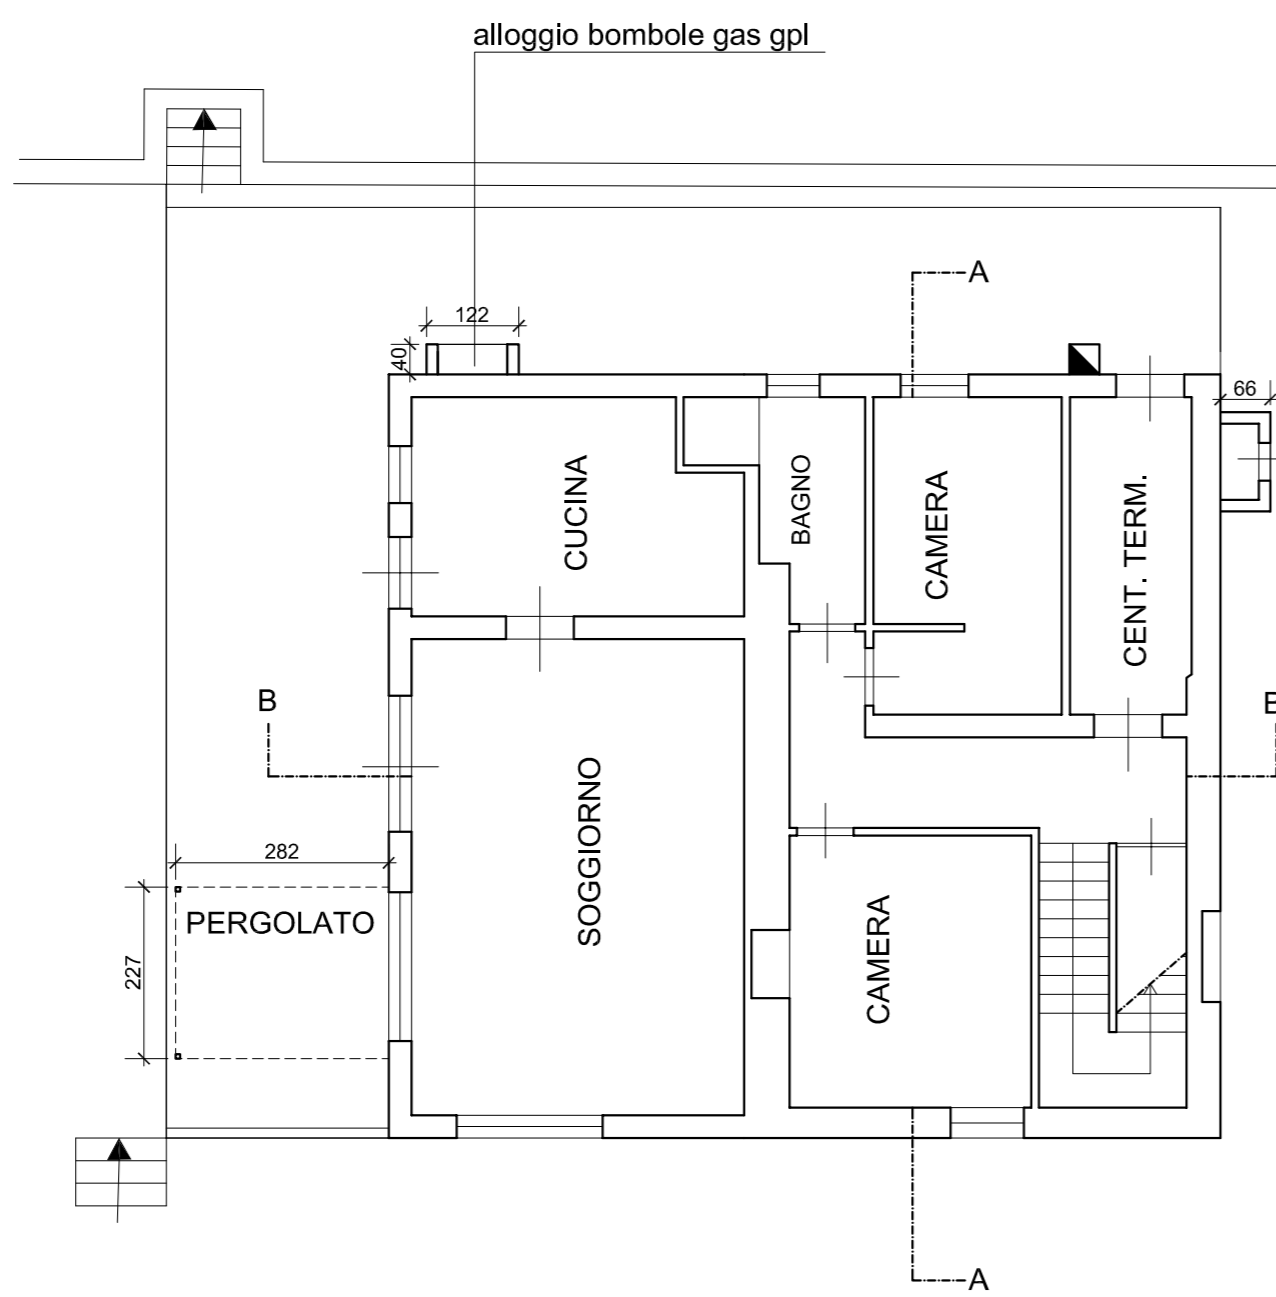 alloggio bombole gas gpl
A
122
40
66
CUCINA
BAGNO
CAMERA
CENT. TERM.
B
B
SOGGIORNO
282
PERGOLATO
227
CAMERA
A